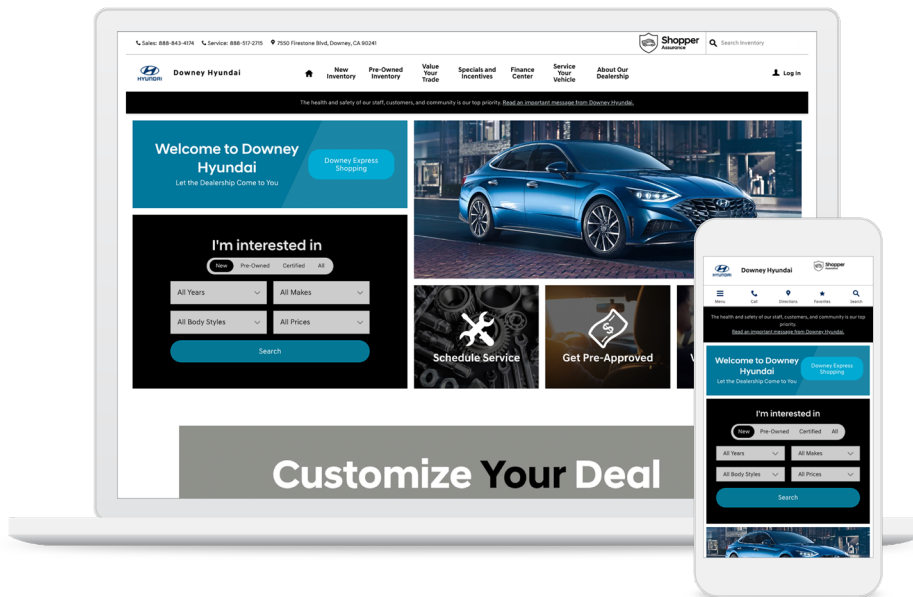 Sales: 888-843-4174 Service: 888-517-2715 7550 Firestone Blvd, Downey, CA 90241
Shopper
Assurance
Search Inventory
HYUNDAI
Downey Hyundai
New
Inventory
Pre-Owned
Inventory
Value
Your
Trade
Specials and
Incentives
Finance
Center
Service
Your
Vehicle
About Our
Dealership
Log in
The health and safety of our staff, customers, and community is our top priority. Read an important message from Downey Hyundai.
Welcome to Downey
Hyundai
Let the Dealership Come to You
Downey Express
Shopping
I'm interested in
New Pre-Owned Certified All
All Years All Makes
All Body Styles All Prices
Search
Schedule Service
Get Pre-Approved
Customize Your Deal
HYUNDAI
Downey Hyundai
Shopper
Assurance
Menu Call Directions Favorites Search
The health and safety of our staff, customers, and community is our top
priority.
Read an important message from Downey Hyundai.
Welcome to Downey
Hyundai
Let the Dealership Come to You
Downey Express
Shopping
I'm interested in
New Pre-Owned Certified All
All Years All Makes
All Body Styles All Prices
Search